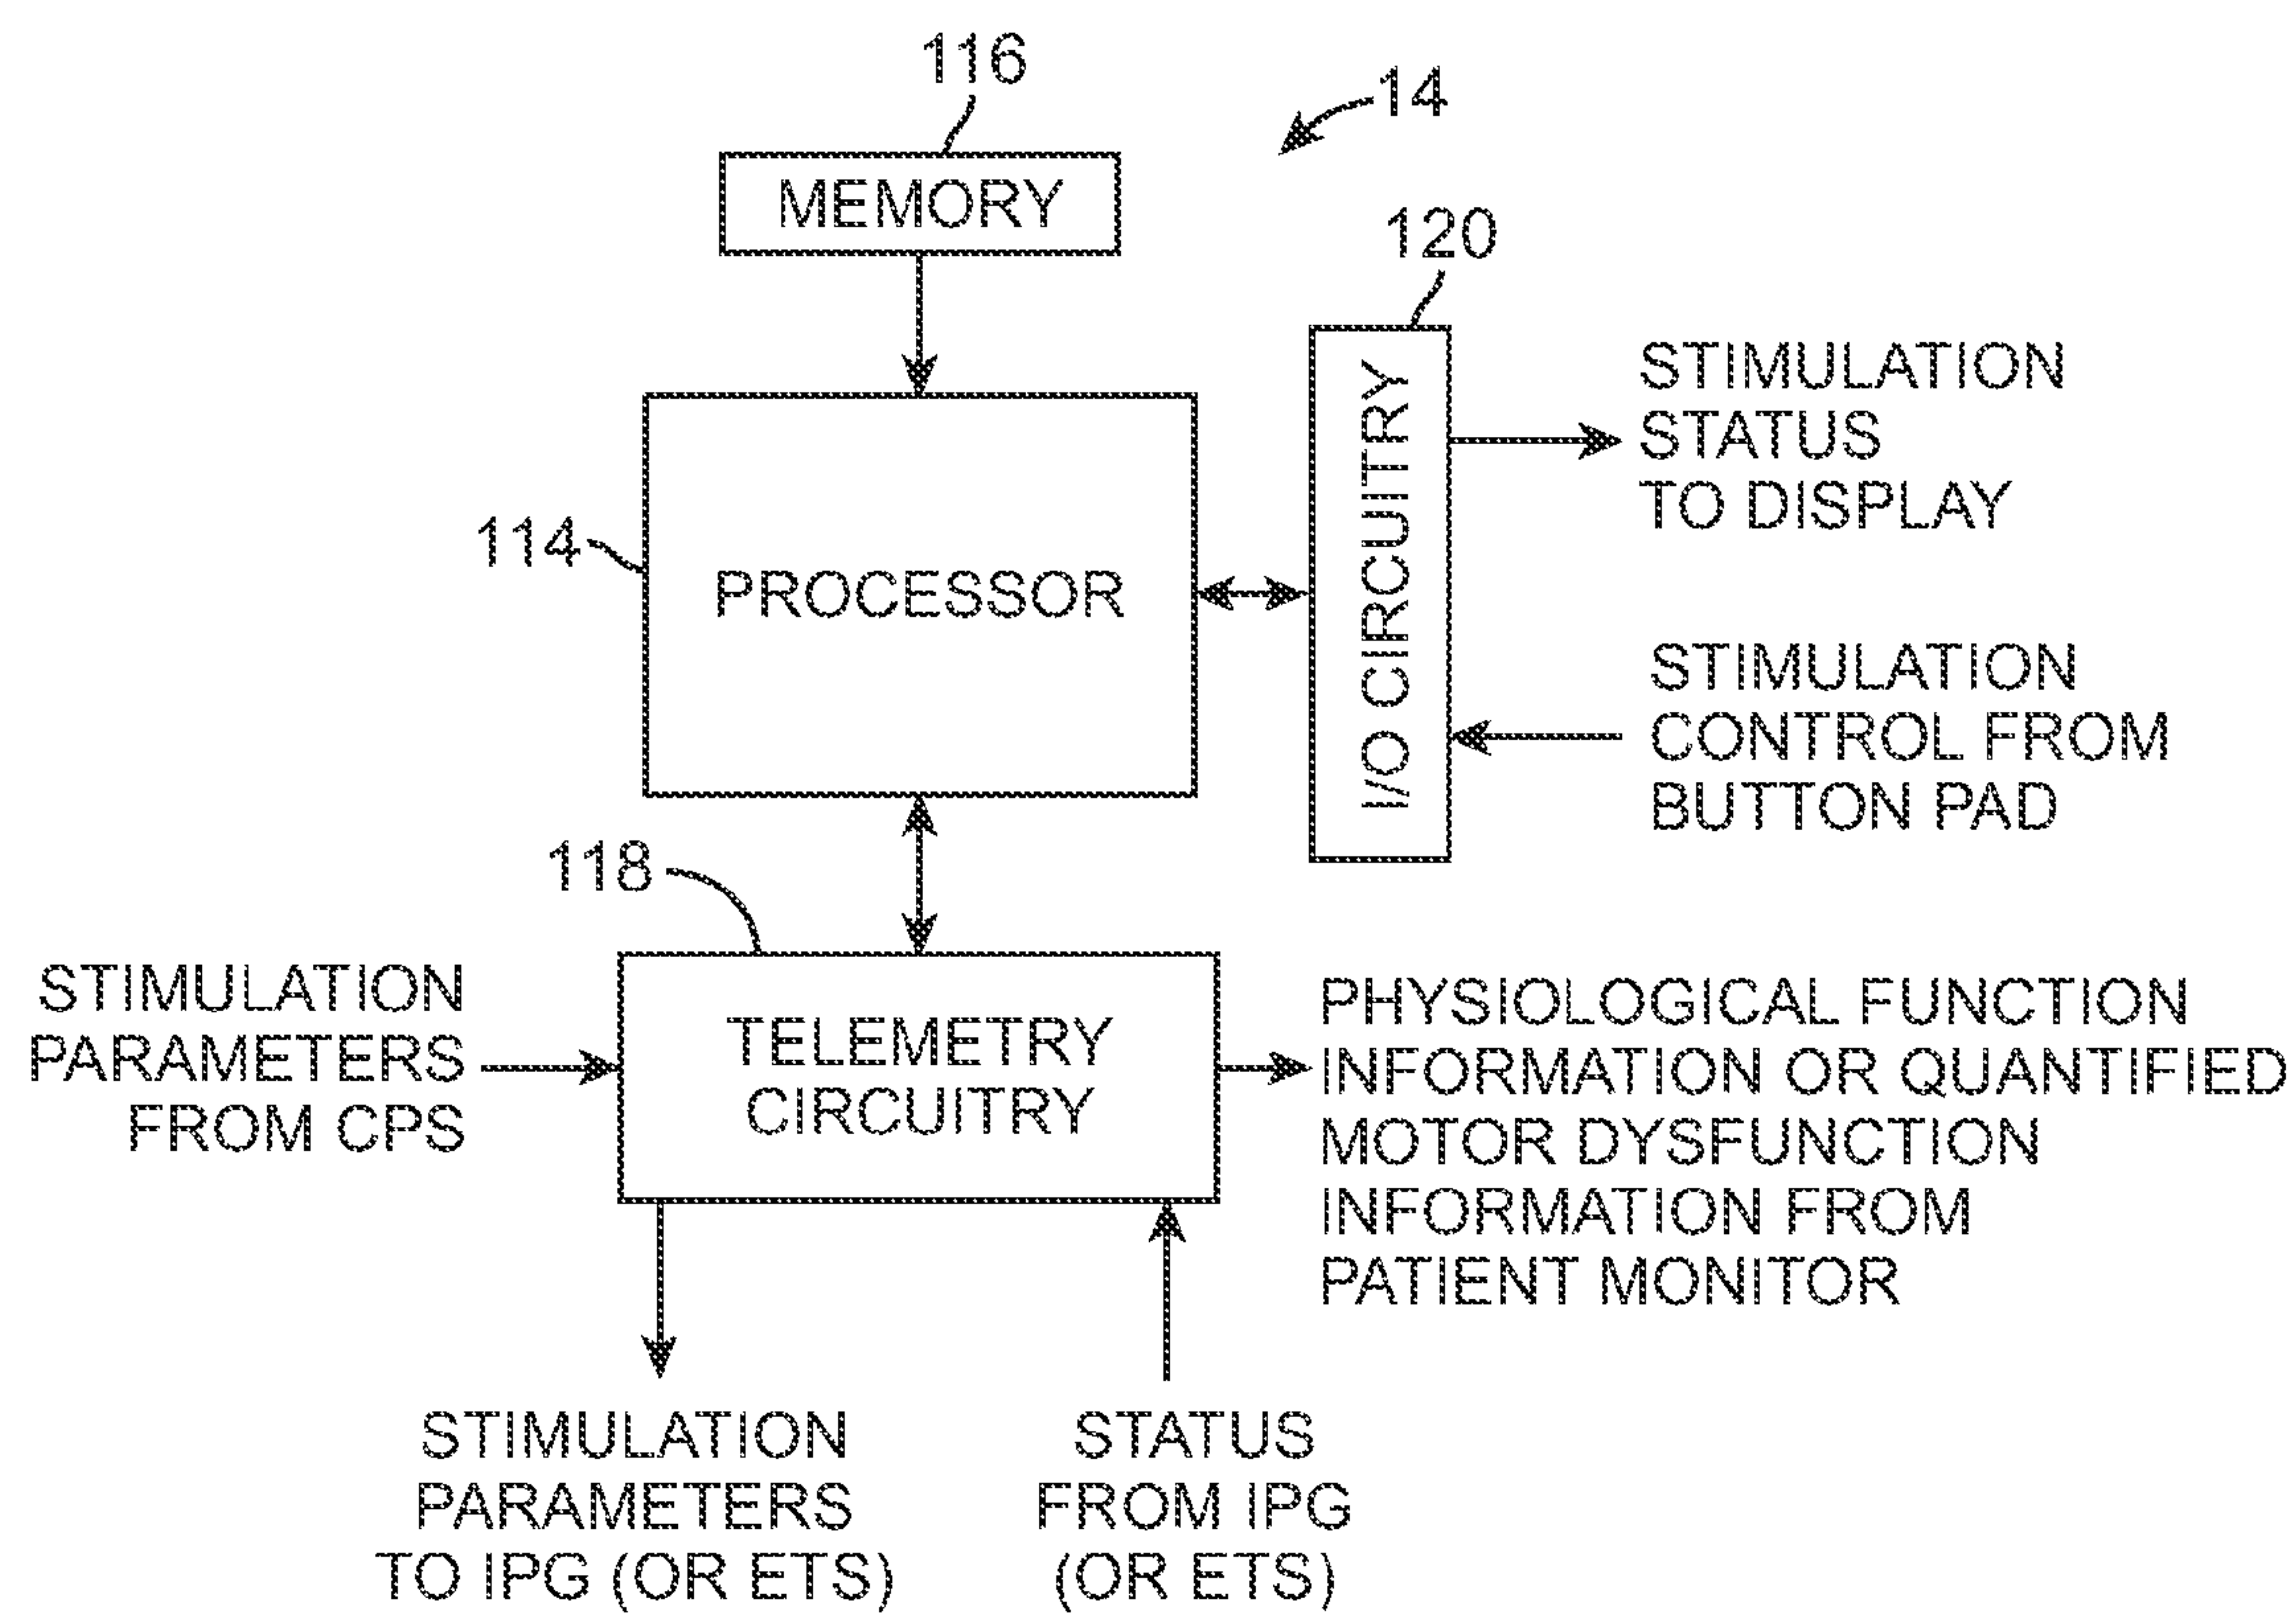 116
14
MEMORY
120
STIMULATION
STATUS
TO DISPLAY
I/O CIRCUITRY
114
PROCESSOR
STIMULATION
CONTROL FROM
BUTTON PAD
118
STIMULATION
PARAMETERS
FROM CPS
TELEMETRY
CIRCUITRY
PHYSIOLOGICAL FUNCTION
INFORMATION OR QUANTIFIED
MOTOR DYSFUNCTION
INFORMATION FROM
PATIENT MONITOR
STIMULATION
PARAMETERS
TO IPG (OR ETS)
STATUS
FROM IPG
(OR ETS)